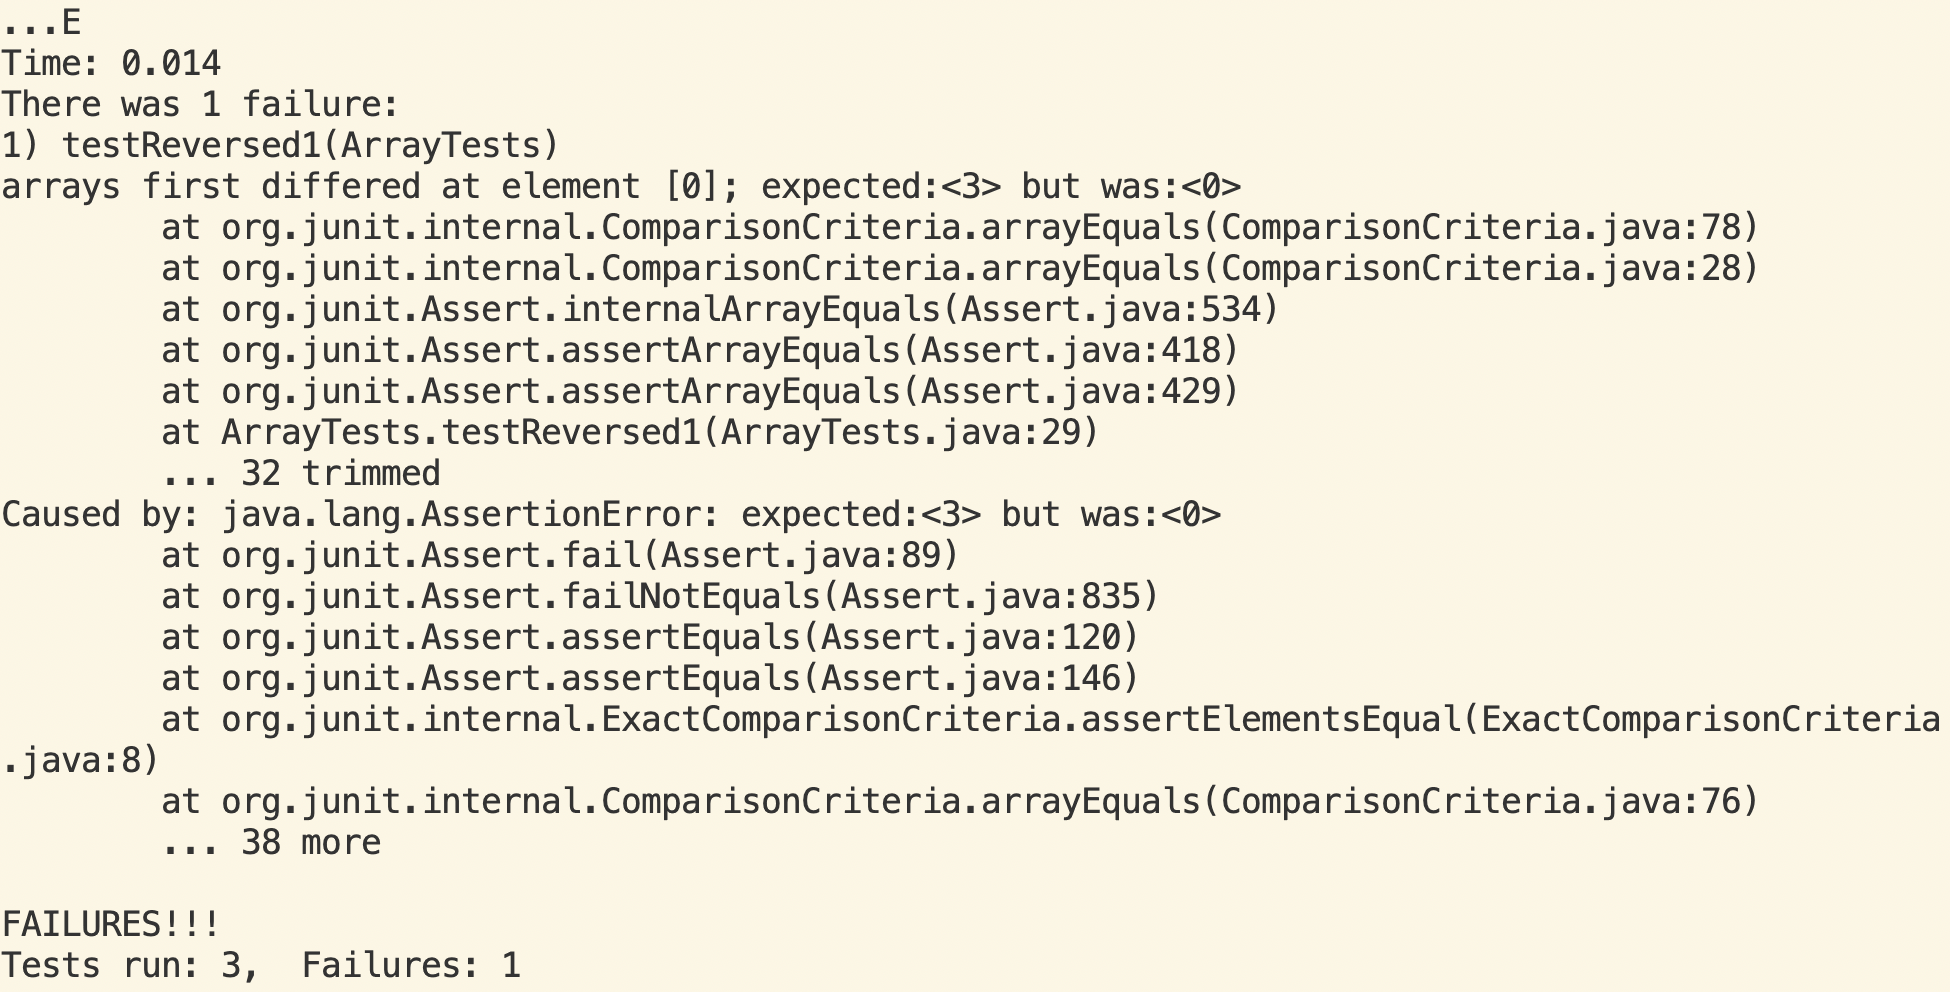 ...E
Time: 0.014
There was 1 failure:
1) testReversed1(ArrayTests)
arrays first differed at element [0]; expected:<3> but was:<0>
        at org.junit.internal.ComparisonCriteria.arrayEquals(ComparisonCriteria.java:78)
        at org.junit.internal.ComparisonCriteria.arrayEquals(ComparisonCriteria.java:28)
        at org.junit.Assert.internalArrayEquals(Assert.java:534)
        at org.junit.Assert.assertArrayEquals(Assert.java:418)
        at org.junit.Assert.assertArrayEquals(Assert.java:429)
        at ArrayTests.testReversed1(ArrayTests.java:29)
        ... 32 trimmed
Caused by: java.lang.AssertionError: expected:<3> but was:<0>
        at org.junit.Assert.fail(Assert.java:89)
        at org.junit.Assert.failNotEquals(Assert.java:835)
        at org.junit.Assert.assertEquals(Assert.java:120)
        at org.junit.Assert.assertEquals(Assert.java:146)
        at org.junit.internal.ExactComparisonCriteria.assertElementsEqual(ExactComparisonCriteria
.java:8)
        at org.junit.internal.ComparisonCriteria.arrayEquals(ComparisonCriteria.java:76)
        ... 38 more

FAILURES!!!
Tests run: 3,  Failures: 1